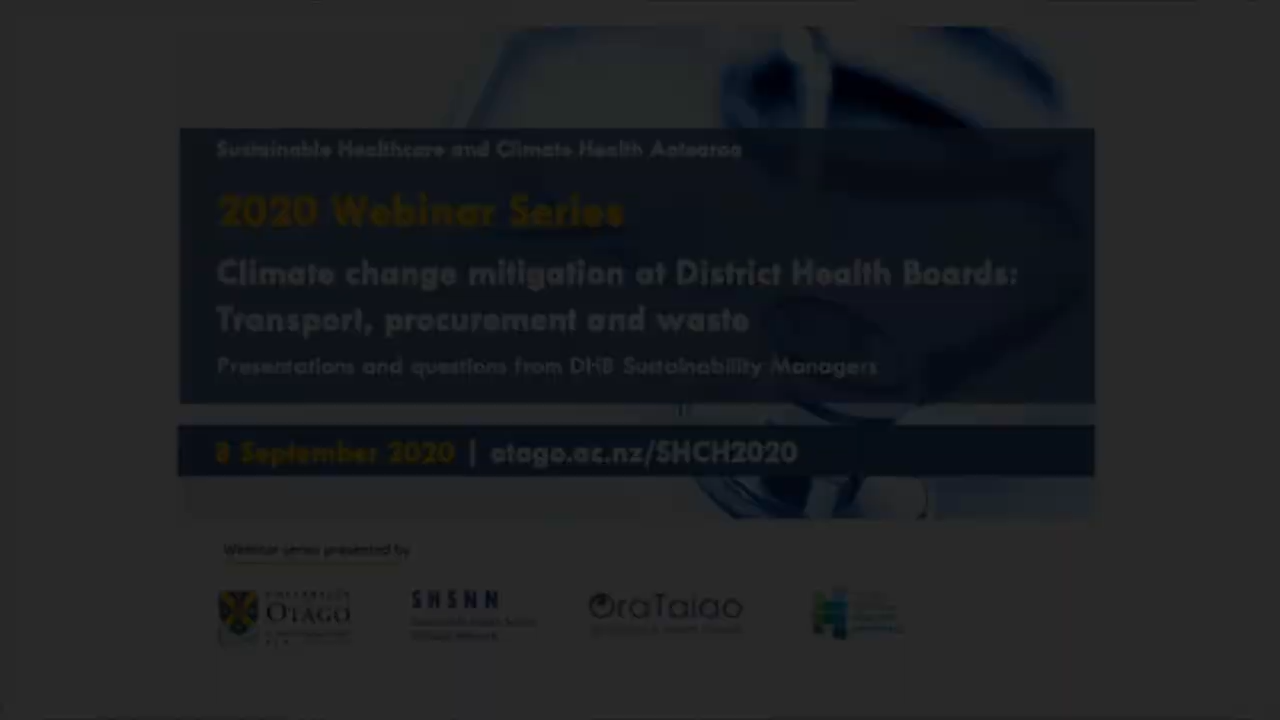 Sustainable Healthcare and Climate Health Aotearoa
2020 Webinar Series
Climate change mitigation at District Health Boards:
Transport, procurement and waste
Presentations and questions from DHB Sustainability Managers
8 September 2020 | otago.ac.nz/SHCH2020
Webinar series presented by
OTAGO
SHSNN
OraTaiao